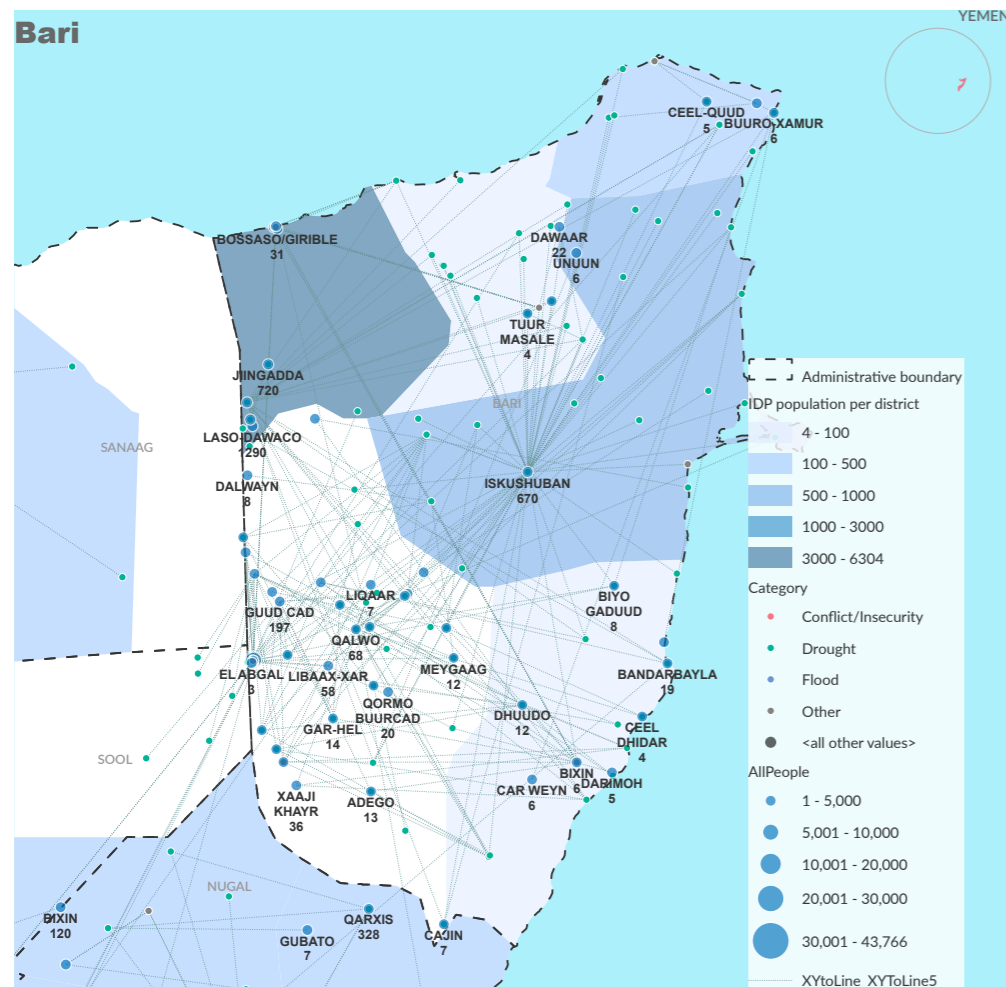 Bari
YEMEN
CEEL-QUUD
5
BUURO-XAMUR
6
BOSSASO/GIRIBLE
31
DAWAAR
22
UNUUN
6
TUUR
MASALE
4
JIINGADDA
720
BARI
SANAAG
LASO-DAWACO
1290
DALWAYN
8
ISKUSHUBAN
670
LIQAAR
7
GUUD CAD
197
BIYO
GADUUD
8
QALWO
68
EL ABGAL
3
LIBAAX-XAR
58
MEYGAAG
12
BANDARBAYLA
19
QORMO
BUURCAD
20
GAR-HEL
14
DHUUDO
12
CEEL
DHIDAR
4
SOOL
BIXIN
6
CAR WEYN
6
DARIMOH
5
XAAJI
KHAYR
36
ADEGO
13
NUGAL
BIXIN
120
QARXIS
328
GUBATO
7
CAJIN
7
Administrative boundary
IDP population per district
4 - 100
100 - 500
500 - 1000
1000 - 3000
3000 - 6304
Category
Conflict/Insecurity
Drought
Flood
Other
<all other values>
AllPeople
1 - 5,000
5,001 - 10,000
10,001 - 20,000
20,001 - 30,000
30,001 - 43,766
XYtoLine_XYToLine5